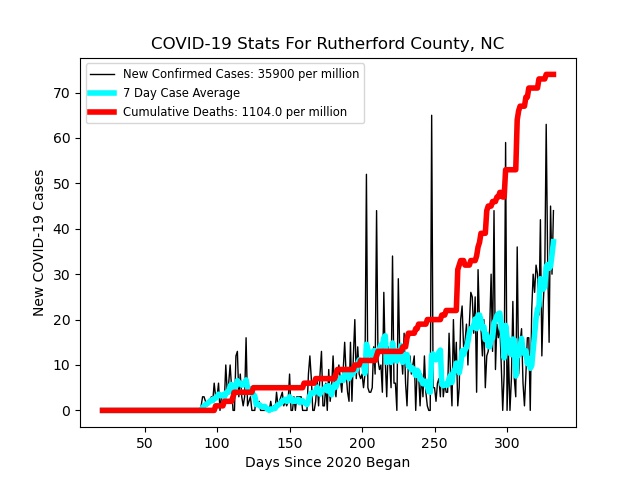 COVID-19 Stats For Rutherford County, NC
New Confirmed Cases: 35900 per million
7 Day Case Average
Cumulative Deaths: 1104.0 per million
New COVID-19 Cases
70
60
50
40
30
20
10
0
50 100 150 200 250 300
Days Since 2020 Began